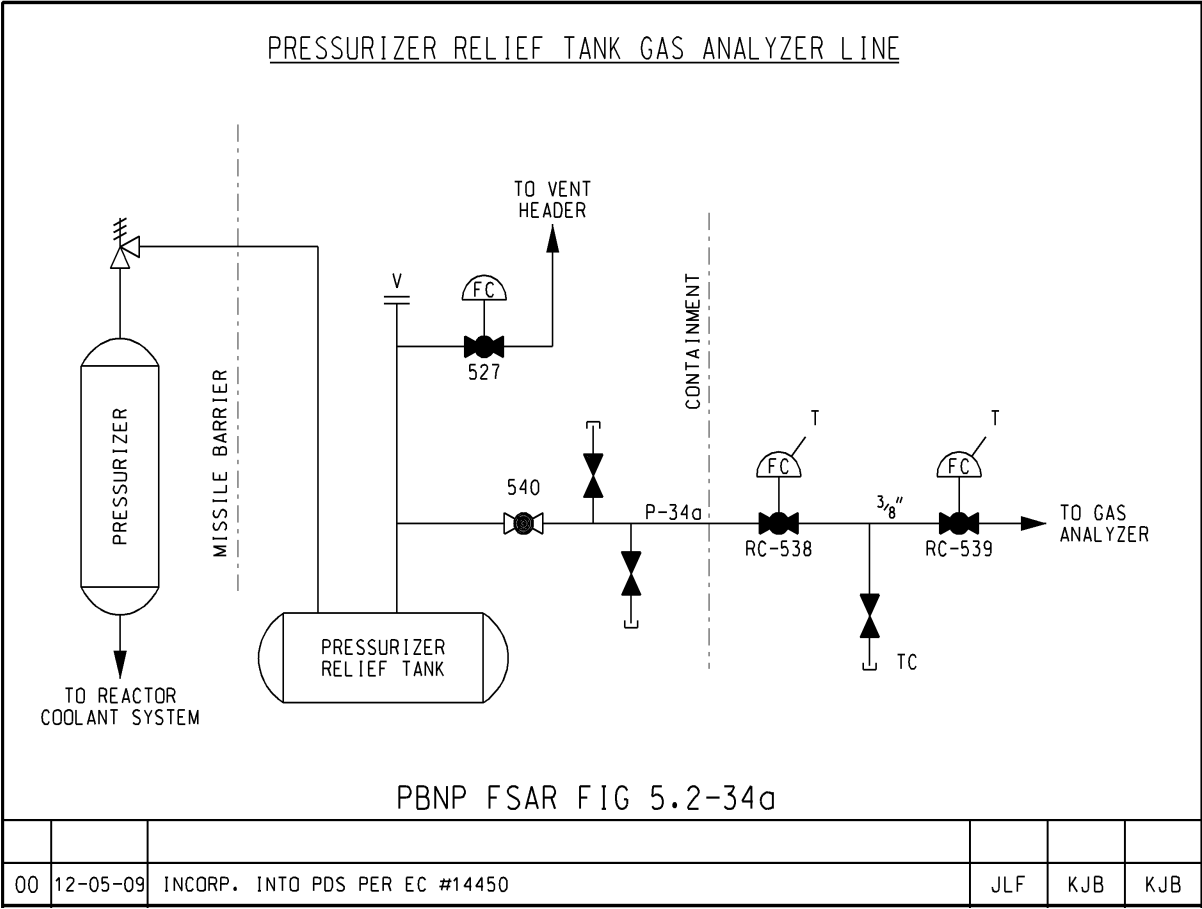 PRESSURIZER RELIEF TANK GAS ANALYZER LINE
TO VENT
HEADER
V
FC
527
CONTAINMENT
MISSILE BARRIER
PRESSURIZER
540
P-34a
T
FC
RC-538
3/8"
T
FC
RC-539
TO GAS
ANALYZER
TC
PRESSURIZER
RELIEF TANK
TO REACTOR
COOLANT SYSTEM
PBNP FSAR FIG 5.2-34a
00 12-05-09 INCORP. INTO PDS PER EC #14450 JLF KJB KJB